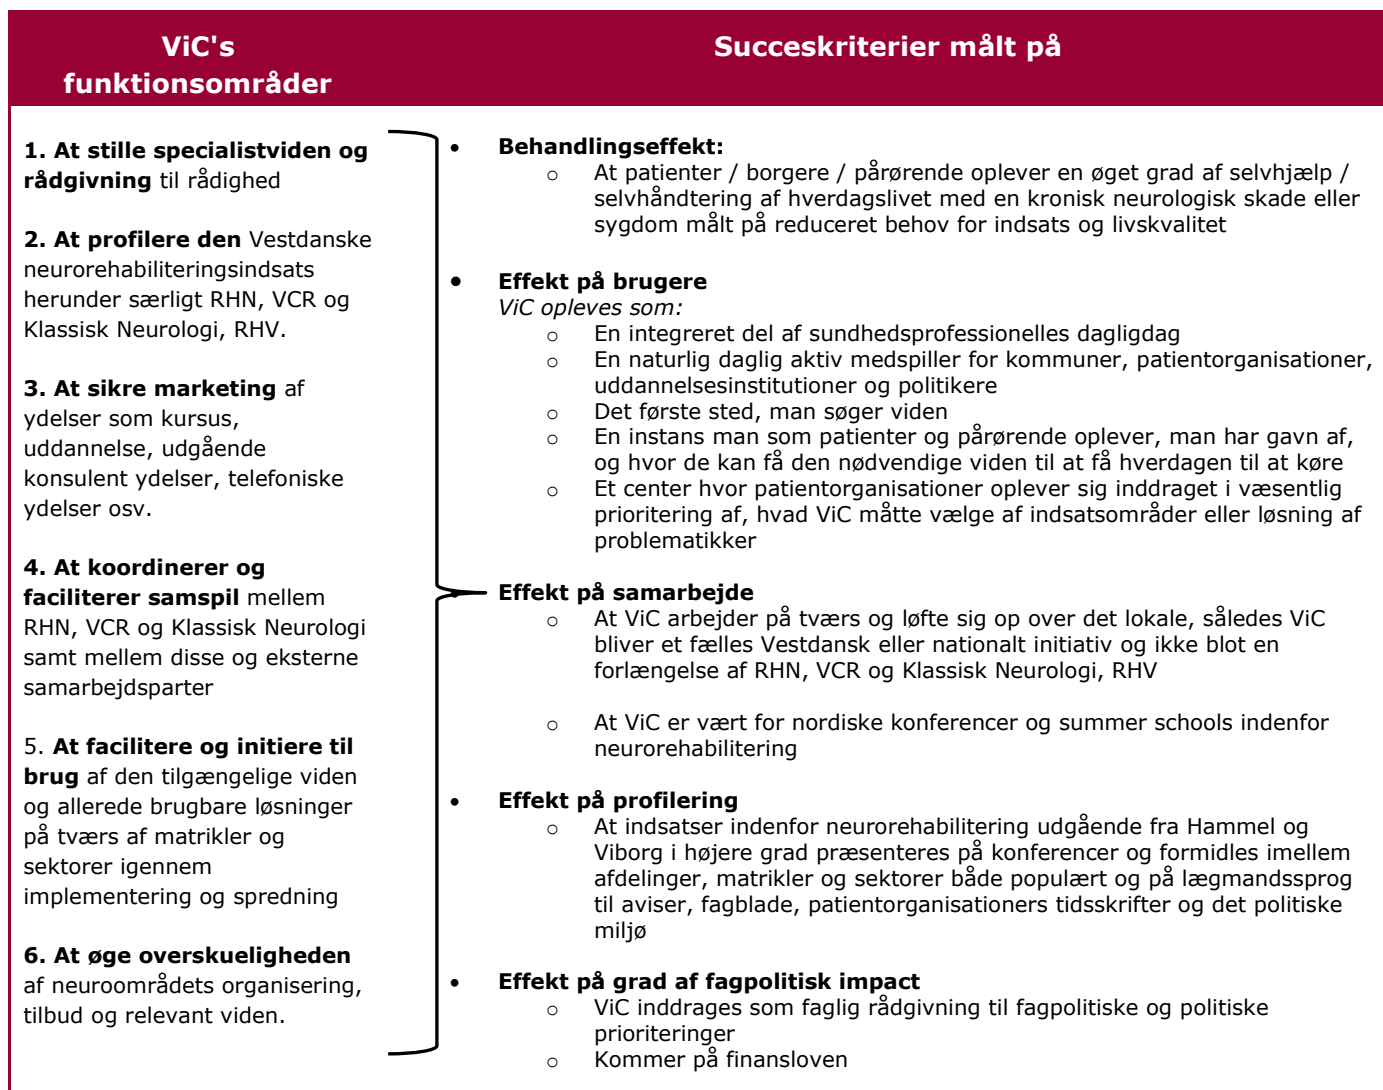 ViC's
funktionsområder
Succeskriterier målt på
1. At stille specialistviden og
rådgivning til rådighed
2. At profilere den Vestdanske
neurorehabiliteringsindsats
herunder særligt RHN, VCR og
Klassisk Neurologi, RHV.
3. At sikre marketing af
ydelser som kursus,
uddannelse, udgående
konsulent ydelser, telefoniske
ydelser osv.
4. At koordinerer og
faciliterer samspil mellem
RHN, VCR og Klassisk Neurologi
samt mellem disse og eksterne
samarbejdsparter
5. At facilitere og initiere til
brug af den tilgængelige viden
og allerede brugbare løsninger
på tværs af matrikler og
sektorer igennem
implementering og spredning
6. At øge overskueligheden
af neuroområdets organisering,
tilbud og relevant viden.
• Behandlingseffekt:
o At patienter / borgere / pårørende oplever en øget grad af selvhjælp /
selvhåndtering af hverdagslivet med en kronisk neurologisk skade eller
sygdom målt på reduceret behov for indsats og livskvalitet
• Effekt på brugere
ViC opleves som:
o En integreret del af sundhedsprofessionelles dagligdag
o En naturlig daglig aktiv medspiller for kommuner, patientorganisationer,
uddannelsesinstitutioner og politikere
o Det første sted, man søger viden
o En instans man som patienter og pårørende oplever, man har gavn af,
og hvor de kan få den nødvendige viden til at få hverdagen til at køre
o Et center hvor patientorganisationer oplever sig inddraget i væsentlig
prioritering af, hvad ViC måtte vælge af indsatsområder eller løsning af
problematikker
• Effekt på samarbejde
o At ViC arbejder på tværs og løfte sig op over det lokale, således ViC
bliver et fælles Vestdansk eller nationalt initiativ og ikke blot en
forlængelse af RHN, VCR og Klassisk Neurologi, RHV
o At ViC er vært for nordiske konferencer og summer schools indenfor
neurorehabilitering
• Effekt på profilering
o At indsatser indenfor neurorehabilitering udgående fra Hammel og
Viborg i højere grad præsenteres på konferencer og formidles imellem
afdelinger, matrikler og sektorer både populært og på lægmandssprog
til aviser, fagblade, patientorganisationers tidsskrifter og det politiske
miljø
• Effekt på grad af fagpolitisk impact
o ViC inddrages som faglig rådgivning til fagpolitiske og politiske
prioriteringer
o Kommer på finansloven